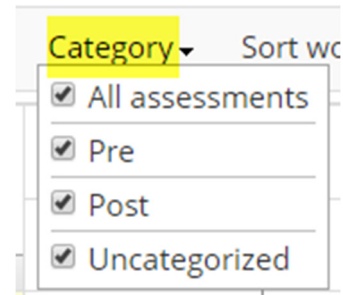 Category Sort wo
All assessments
Pre
Post
Uncategorized